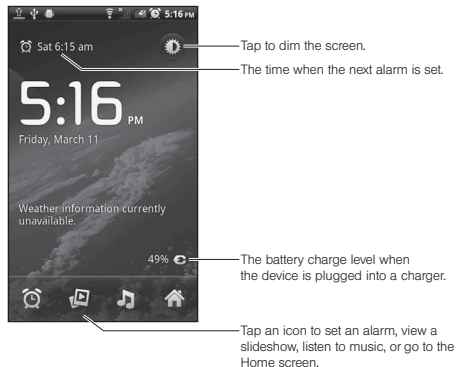 5:16 PM
Sat 6:15 am
Tap to dim the screen.
The time when the next alarm is set.
5:16 PM
Friday, March 11
Weather information currently
unavailable.
49%
The battery charge level when
the device is plugged into a charger.
Tap an icon to set an alarm, view a
slideshow, listen to music, or go to the
Home screen.